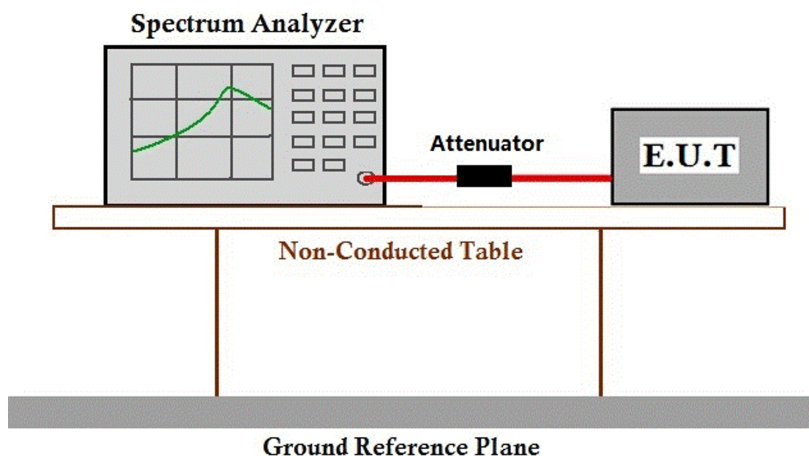 Spectrum Analyzer
Attenuator
E.U.T
Non-Conducted Table
Ground Reference Plane